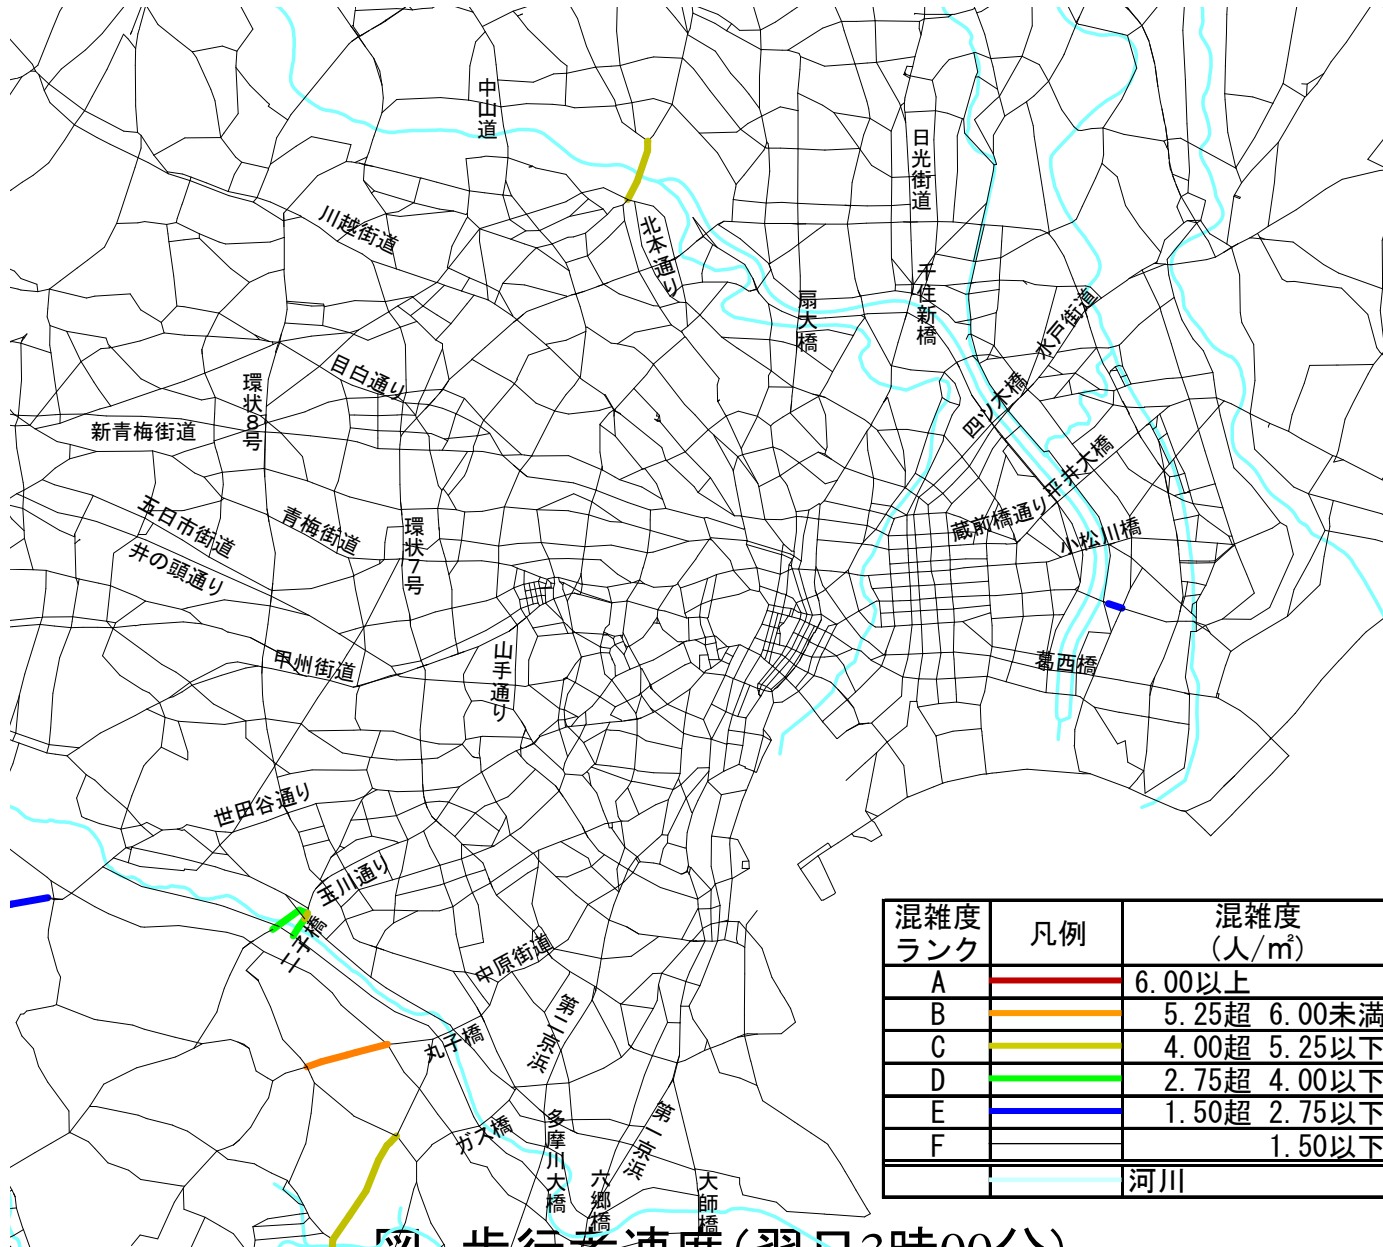 中山道
日光街道
川越街道
北本通り
千住新橋
扇大橋
水戸街道
目白通り
環状8号
四ツ木橋
新青梅街道
平井大橋
五日市街道
青梅街道
環状7号
蔵前橋通り
小松川橋
井の頭通り
甲州街道
山手通り
葛西橋
世田谷通り
玉川通り
二子橋
中原街道
第二京浜
丸子橋
ガス橋
多摩川大橋
第一京浜
六郷橋
大師橋
混雑度ランク 凡例 混雑度(人/㎡)
A 6.00以上
B 5.25超 6.00未満
C 4.00超 5.25以下
D 2.75超 4.00以下
E 1.50超 2.75以下
F 1.50以下
河川
(翌日3時00分)